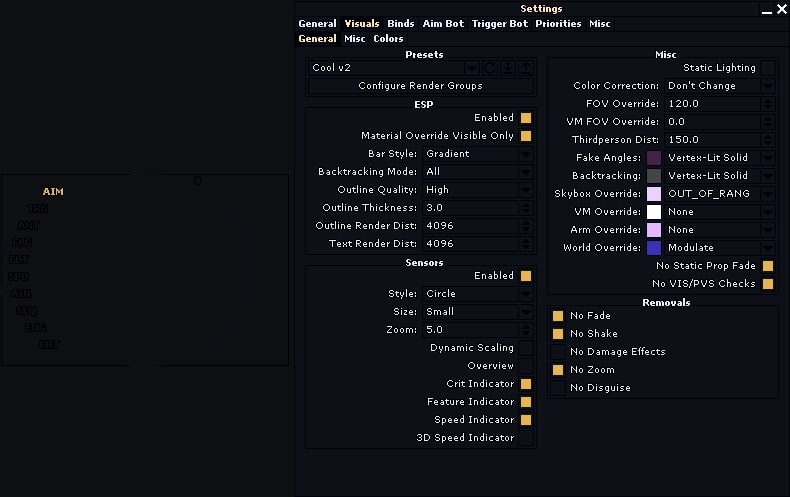 Settings
General Visuals Binds Aim Bot Trigger Bot Priorities Misc
General Misc Colors
Presets
Cool v2
Configure Render Groups
ESP
Enabled
Material Override Visible Only
Bar Style: Gradient
Backtracking Mode: All
Outline Quality: High
Outline Thickness: 3.0
Outline Render Dist: 4096
Text Render Dist: 4096
Sensors
Enabled
Style: Circle
Size: Small
Zoom: 5.0
Dynamic Scaling
Overview
Crit Indicator
Feature Indicator
Speed Indicator
3D Speed Indicator
Misc
Static Lighting
Color Correction: Don't Change
FOV Override: 120.0
VM FOV Override: 0.0
Thirdperson Dist: 150.0
Fake Angles: Vertex-Lit Solid
Backtracking: Vertex-Lit Solid
Skybox Override: OUT_OF_RANG
VM Override: None
Arm Override: None
World Override: Modulate
No Static Prop Fade
No VIS/PVS Checks
Removals
No Fade
No Shake
No Damage Effects
No Zoom
No Disguise
0
AIM
TRG
ANT
FLG
FLT
SPD
AIR
SEQ
EDG
CRT